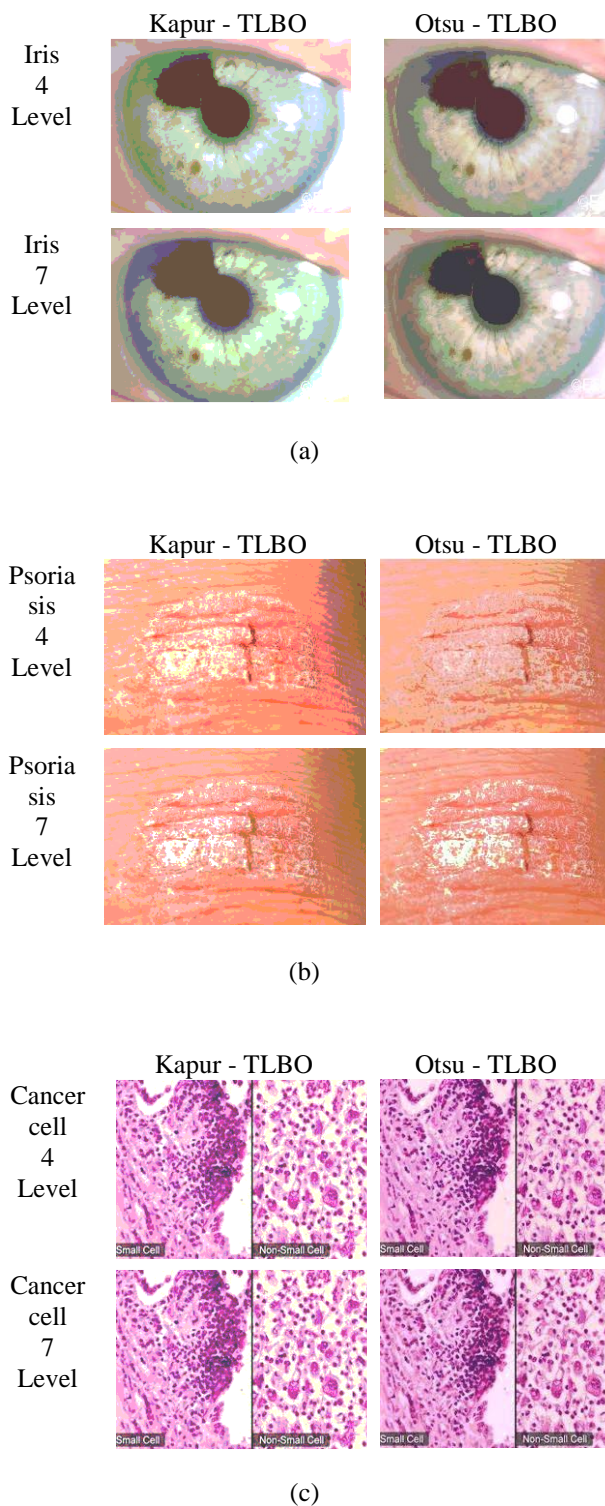 Kapur - TLBO Otsu - TLBO
Iris
4
Level
Iris
7
Level
(a)
Kapur - TLBO Otsu - TLBO
Psoria
sis
4
Level
Psoria
sis
7
Level
(b)
Kapur - TLBO Otsu - TLBO
Cancer
cell
4
Level
Small Cell Non-Small Cell Small Cell Non-Small Cell
Cancer
cell
7
Level
Small Cell Non-Small Cell Small Cell Non-Small Cell
(c)